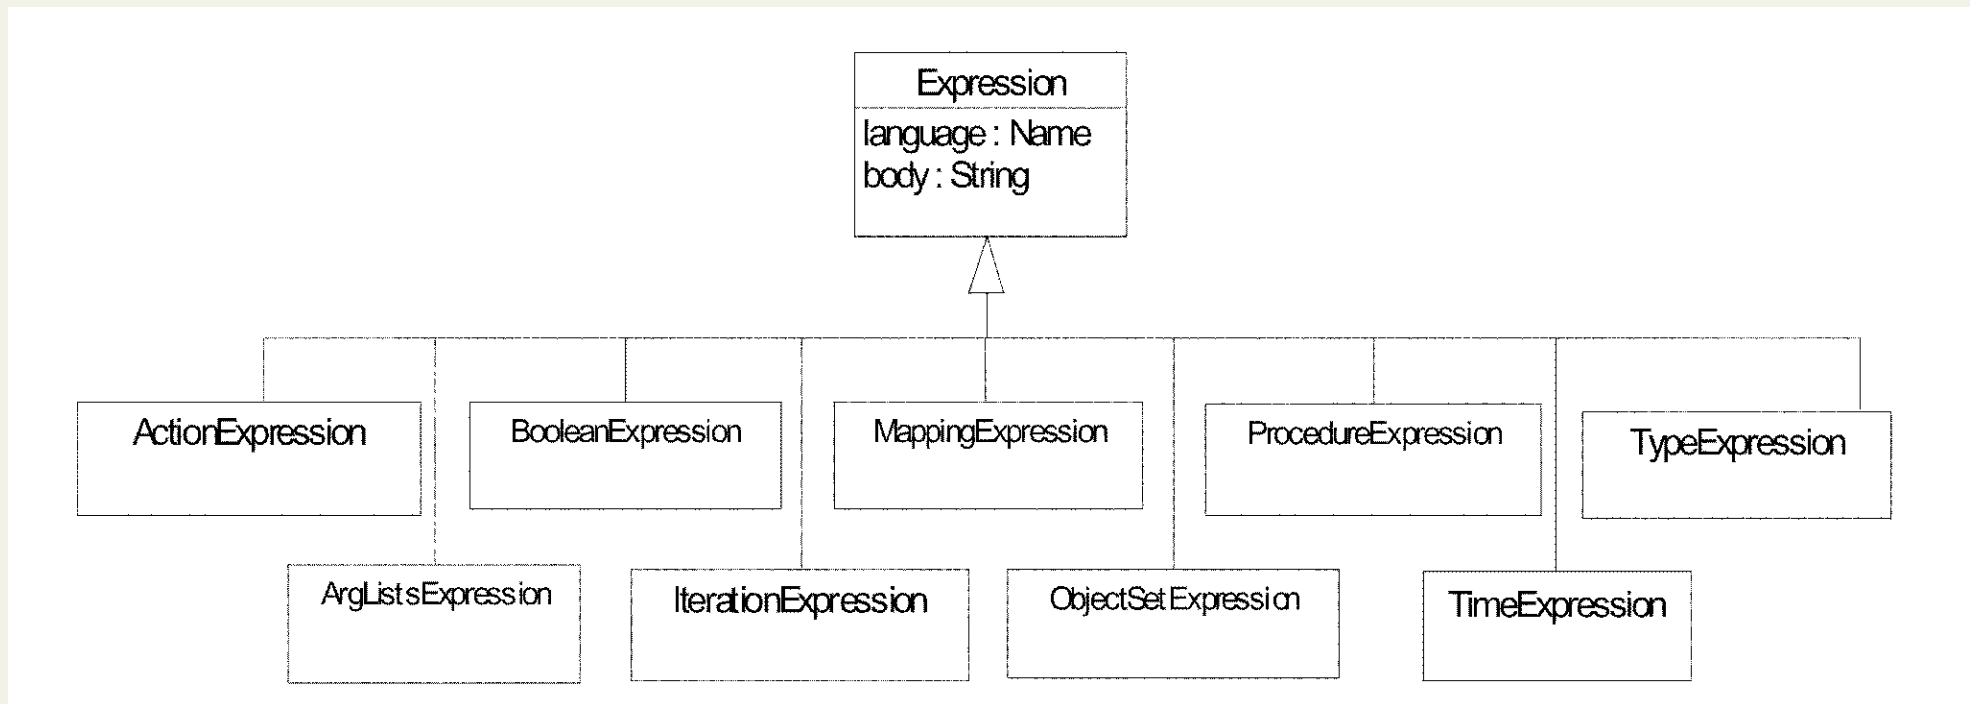 Expression
language : Name
body : String
ActionExpression
BooleanExpression
MappingExpression
ProcedureExpression
TypeExpression
ArgListsExpression
IterationExpression
ObjectSetExpression
TimeExpression